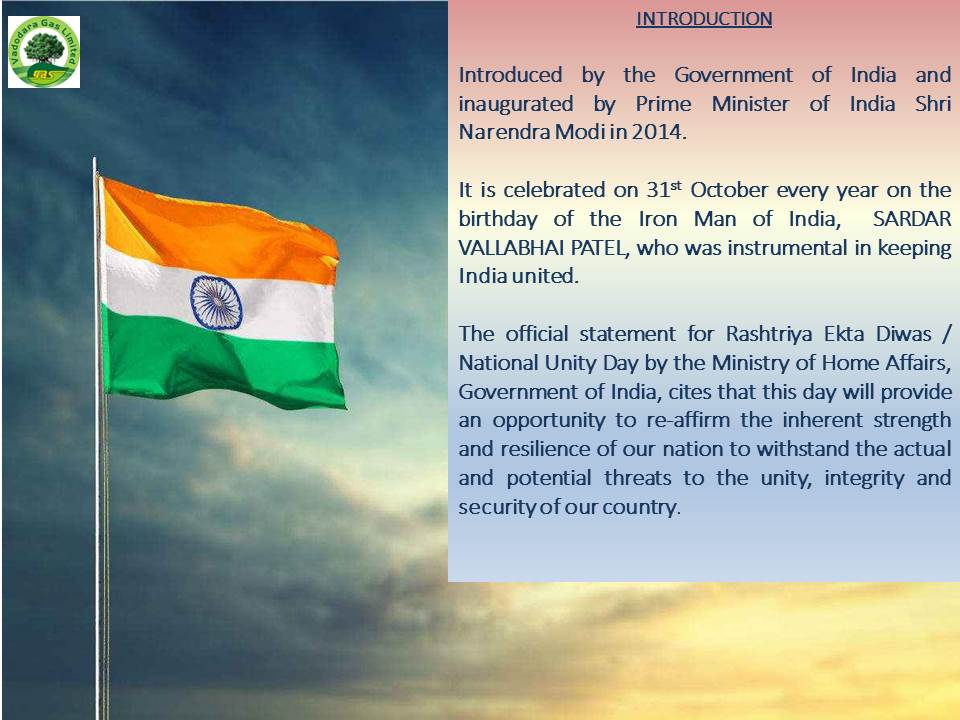 Vadodara Gas Limited
gas
INTRODUCTION
Introduced by the Government of India and
inaugurated by Prime Minister of India Shri
Narendra Modi in 2014.
It is celebrated on 31st October every year on the
birthday of the Iron Man of India, SARDAR
VALLABHAI PATEL, who was instrumental in keeping
India united.
The official statement for Rashtriya Ekta Diwas /
National Unity Day by the Ministry of Home Affairs,
Government of India, cites that this day will provide
an opportunity to re-affirm the inherent strength
and resilience of our nation to withstand the actual
and potential threats to the unity, integrity and
security of our country.